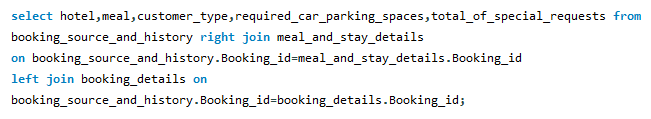 select hotel,meal,customer_type,required_car_parking_spaces,total_of_special_requests from
booking_source_and_history right join meal_and_stay_details
on booking_source_and_history.Booking_id=meal_and_stay_details.Booking_id
left join booking_details on
booking_source_and_history.Booking_id=booking_details.Booking_id;